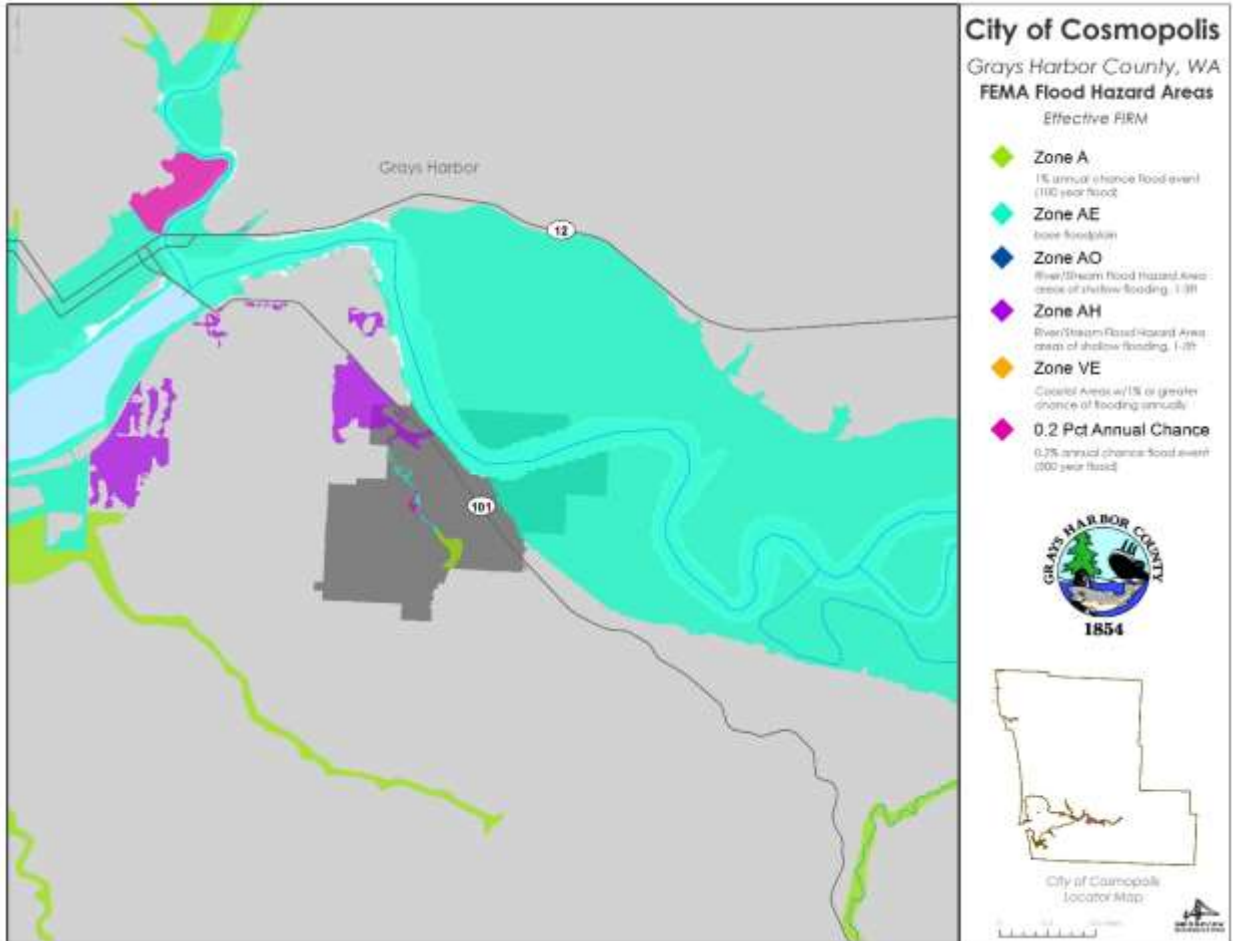 City of Cosmopolis
Grays Harbor County, WA
FEMA Flood Hazard Areas
Effective FIRM
Zone A
1% annual chance flood event
(100 year flood)
Zone AE
base floodplain
Zone AO
River/Stream Flood Hazard Area
areas of shallow flooding, 1-3ft
Zone AH
River/Stream Flood Hazard Area
areas of shallow flooding, 1-3ft
Zone VE
Coastal Areas w/1% or greater
chance of flooding annually
0.2 Pct Annual Chance
0.2% annual chance flood event
(500 year flood)
GRAYS HARBOR COUNTY
1854
City of Cosmopolis
Locator Map
Grays Harbor
12
101